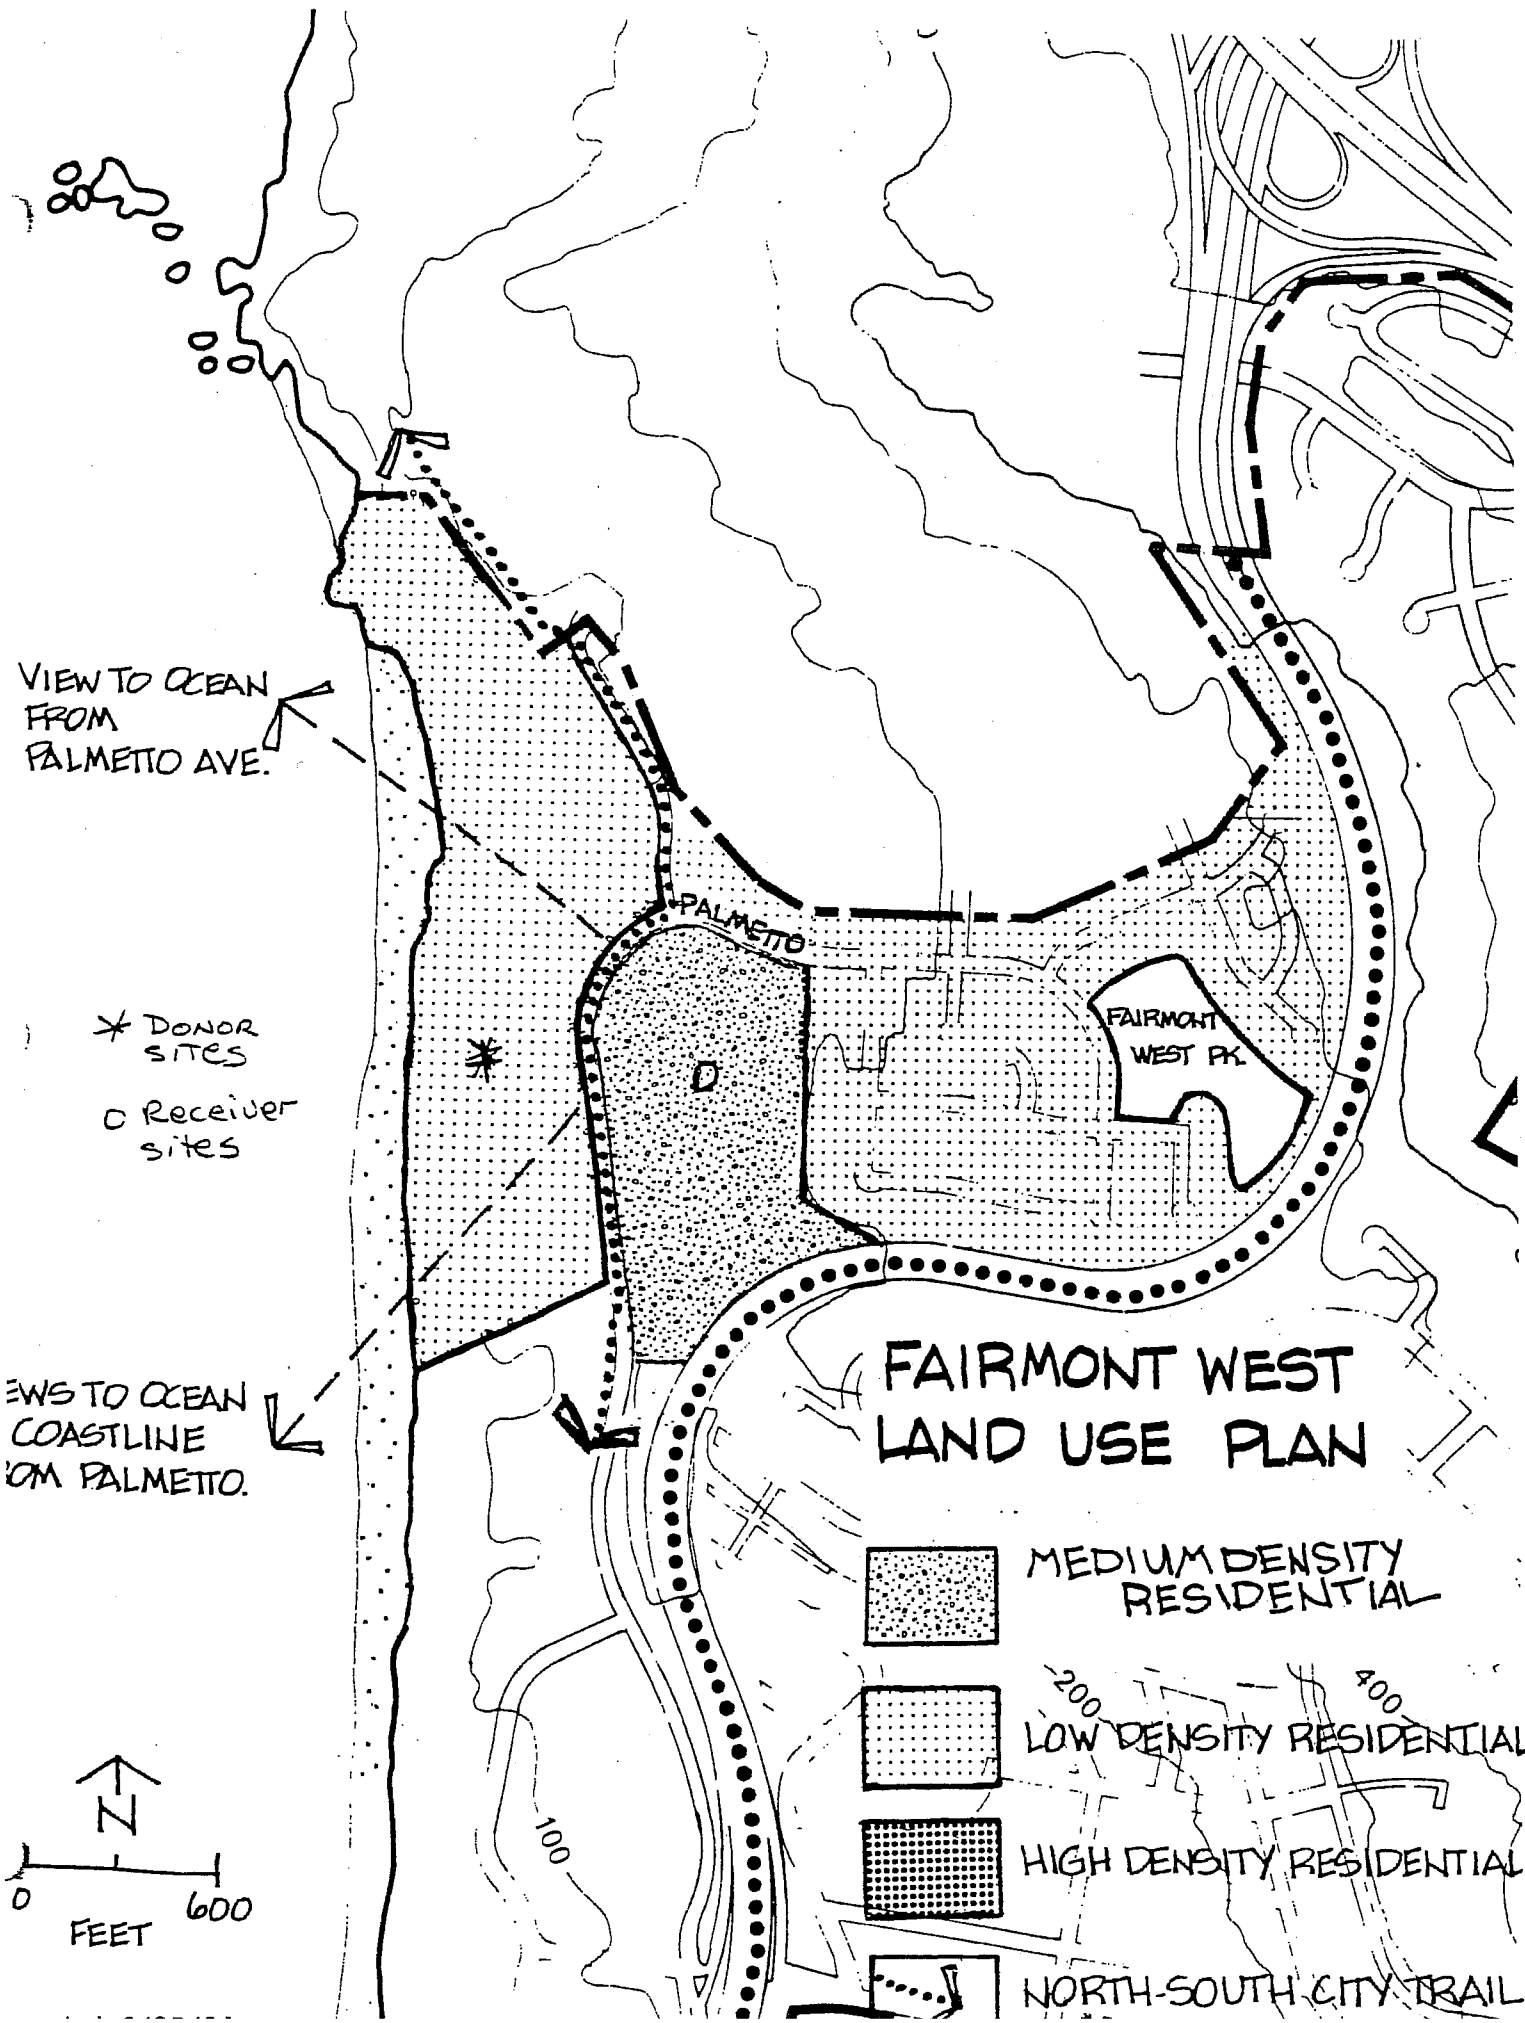 VIEW TO OCEAN
FROM
PALMETTO AVE.
PALMETTO
* DONOR
SITES
D
FAIRMONT
WEST PK.
O Receiver
sites
EWS TO OCEAN
COASTLINE
OM PALMETTO.
FAIRMONT WEST
LAND USE PLAN
MEDIUM DENSITY
RESIDENTIAL
200
400
LOW DENSITY RESIDENTIAL
N
100
HIGH DENSITY RESIDENTIAL
0 600
FEET
NORTH-SOUTH CITY TRAIL